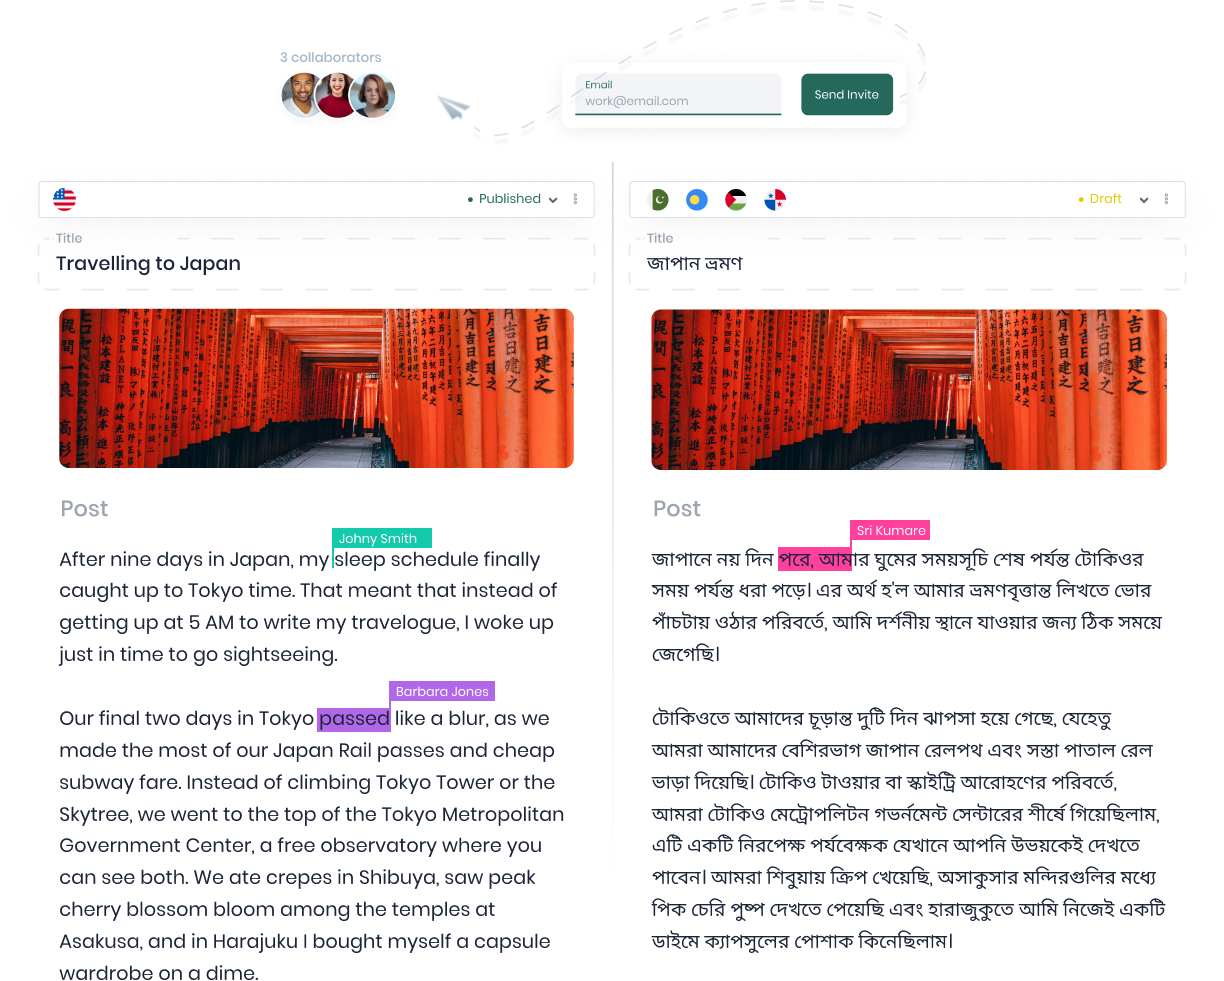 3 collaborators
Email
work@email.com
Send Invite
Published
Title
Travelling to Japan
Post
Johny Smith
After nine days in Japan, my sleep schedule finally
caught up to Tokyo time. That meant that instead of
getting up at 5 AM to write my travelogue, I woke up
just in time to go sightseeing.
Barbara Jones
Our final two days in Tokyo passed like a blur, as we
made the most of our Japan Rail passes and cheap
subway fare. Instead of climbing Tokyo Tower or the
Skytree, we went to the top of the Tokyo Metropolitan
Government Center, a free observatory where you
can see both. We ate crepes in Shibuya, saw peak
cherry blossom bloom among the temples at
Asakusa, and in Harajuku I bought myself a capsule
wardrobe on a dime.
Draft
Title
জাপান ভ্রমণ
Post
Sri Kumare
জাপানে নয় দিন পরে, আমার ঘুমের সময়সূচি শেষ পর্যন্ত টোকিওর
সময় পর্যন্ত ধরা পড়ে। এর অর্থ হ'ল আমার ভ্রমণবৃত্তান্ত লিখতে ভোর
পাঁচটায় ওঠার পরিবর্তে, আমি দর্শনীয় স্থানে যাওয়ার জন্য ঠিক সময়ে
জেগেছি।
টোকিওতে আমাদের চূড়ান্ত দুটি দিন ঝাপসা হয়ে গেছে, যেহেতু
আমরা আমাদের বেশিরভাগ জাপান রেলপথ এবং সস্তা পাতাল রেল
ভাড়া দিয়েছি। টোকিও টাওয়ার বা স্কাইট্রি আরোহণের পরিবর্তে,
আমরা টোকিও মেট্রোপলিটন গভর্নমেন্ট সেন্টারের শীর্ষে গিয়েছিলাম,
এটি একটি নিরপেক্ষ পর্যবেক্ষক যেখানে আপনি উভয়কেই দেখতে
পাবেন। আমরা শিবুয়ায় ক্রিপ খেয়েছি, অসাকুসার মন্দিরগুলির মধ্যে
পিক চেরি পুষ্প দেখতে পেয়েছি এবং হারাজুকুতে আমি নিজেই একটি
ডাইমে ক্যাপসুলের পোশাক কিনেছিলাম।